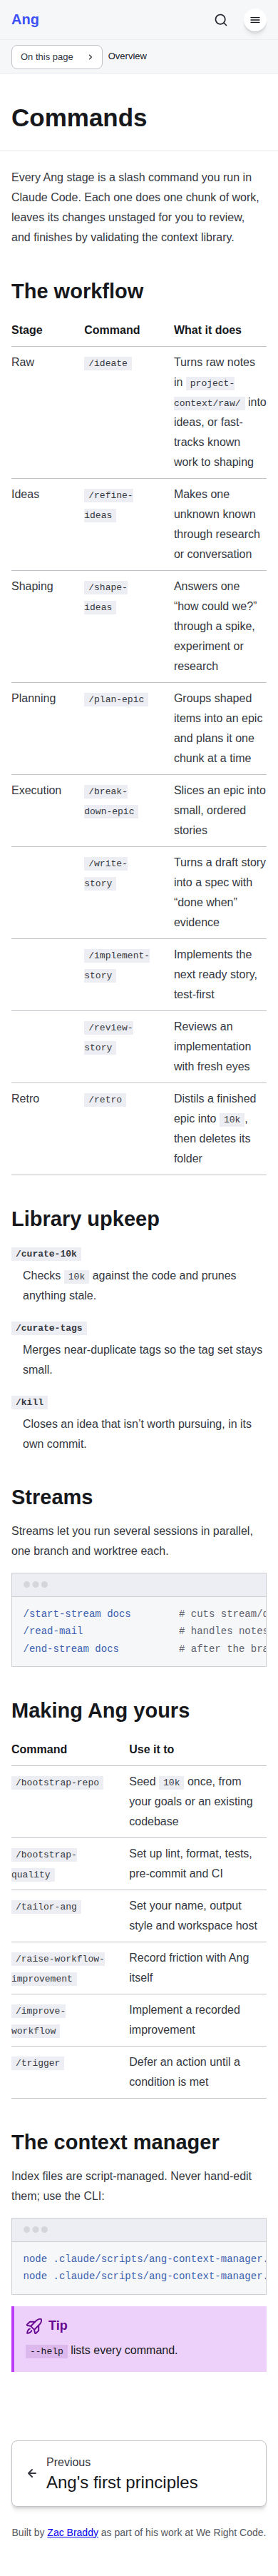 Ang
On this page
Overview
Commands
Every Ang stage is a slash command you run in
Claude Code. Each one does one chunk of work,
leaves its changes unstaged for you to review,
and finishes by validating the context library.
The workflow
Stage Command What it does
Raw /ideate Turns raw notes
in project-
context/raw/ into
ideas, or fast-
tracks known
work to shaping
Ideas /refine-
ideas
Makes one
unknown known
through research
or conversation
Shaping /shape-
ideas
Answers one
“how could we?”
through a spike,
experiment or
research
Planning /plan-epic Groups shaped
items into an epic
and plans it one
chunk at a time
Execution /break-
down-epic
Slices an epic into
small, ordered
stories
/write-
story
Turns a draft story
into a spec with
“done when”
evidence
/implement-
story
Implements the
next ready story,
test-first
/review-
story
Reviews an
implementation
with fresh eyes
Retro /retro Distils a finished
epic into 10k,
then deletes its
folder
Library upkeep
/curate-10k
Checks 10k against the code and prunes
anything stale.
/curate-tags
Merges near-duplicate tags so the tag set stays
small.
/kill
Closes an idea that isn’t worth pursuing, in its
own commit.
Streams
Streams let you run several sessions in parallel,
one branch and worktree each.
/start-stream docs # cuts stream/
/read-mail # handles notes
/end-stream docs # after the bra
Making Ang yours
Command Use it to
/bootstrap-repo Seed 10k once, from
your goals or an existing
codebase
/bootstrap-
quality
Set up lint, format, tests,
pre-commit and CI
/tailor-ang Set your name, output
style and workspace host
/raise-workflow-
improvement
Record friction with Ang
itself
/improve-
workflow
Implement a recorded
improvement
/trigger Defer an action until a
condition is met
The context manager
Index files are script-managed. Never hand-edit
them; use the CLI:
node .claude/scripts/ang-context-manager.
node .claude/scripts/ang-context-manager.
Tip
--help lists every command.
Previous
Ang's first principles
Built by Zac Braddy as part of his work at We Right Code.